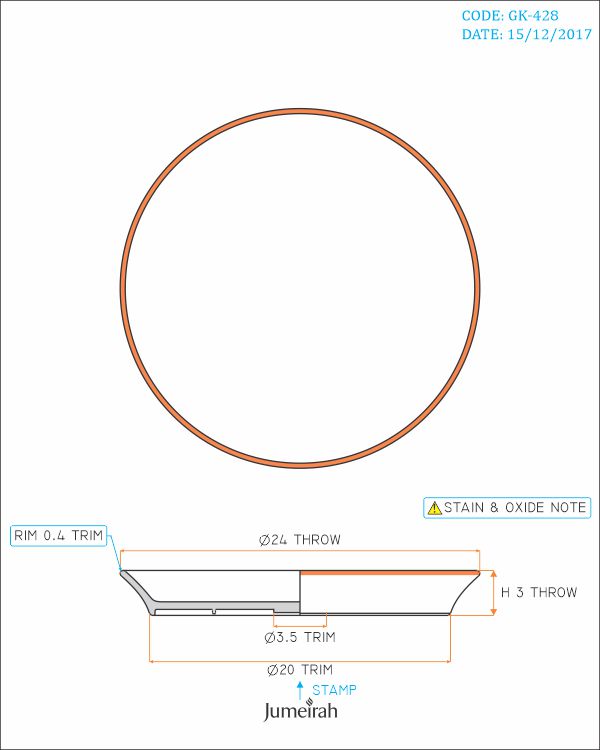 CODE: GK-428
DATE: 15/12/2017
STAIN & OXIDE NOTE
RIM 0.4 TRIM
Ø24 THROW
H 3 THROW
Ø3.5 TRIM
Ø20 TRIM
STAMP
Jumeirah